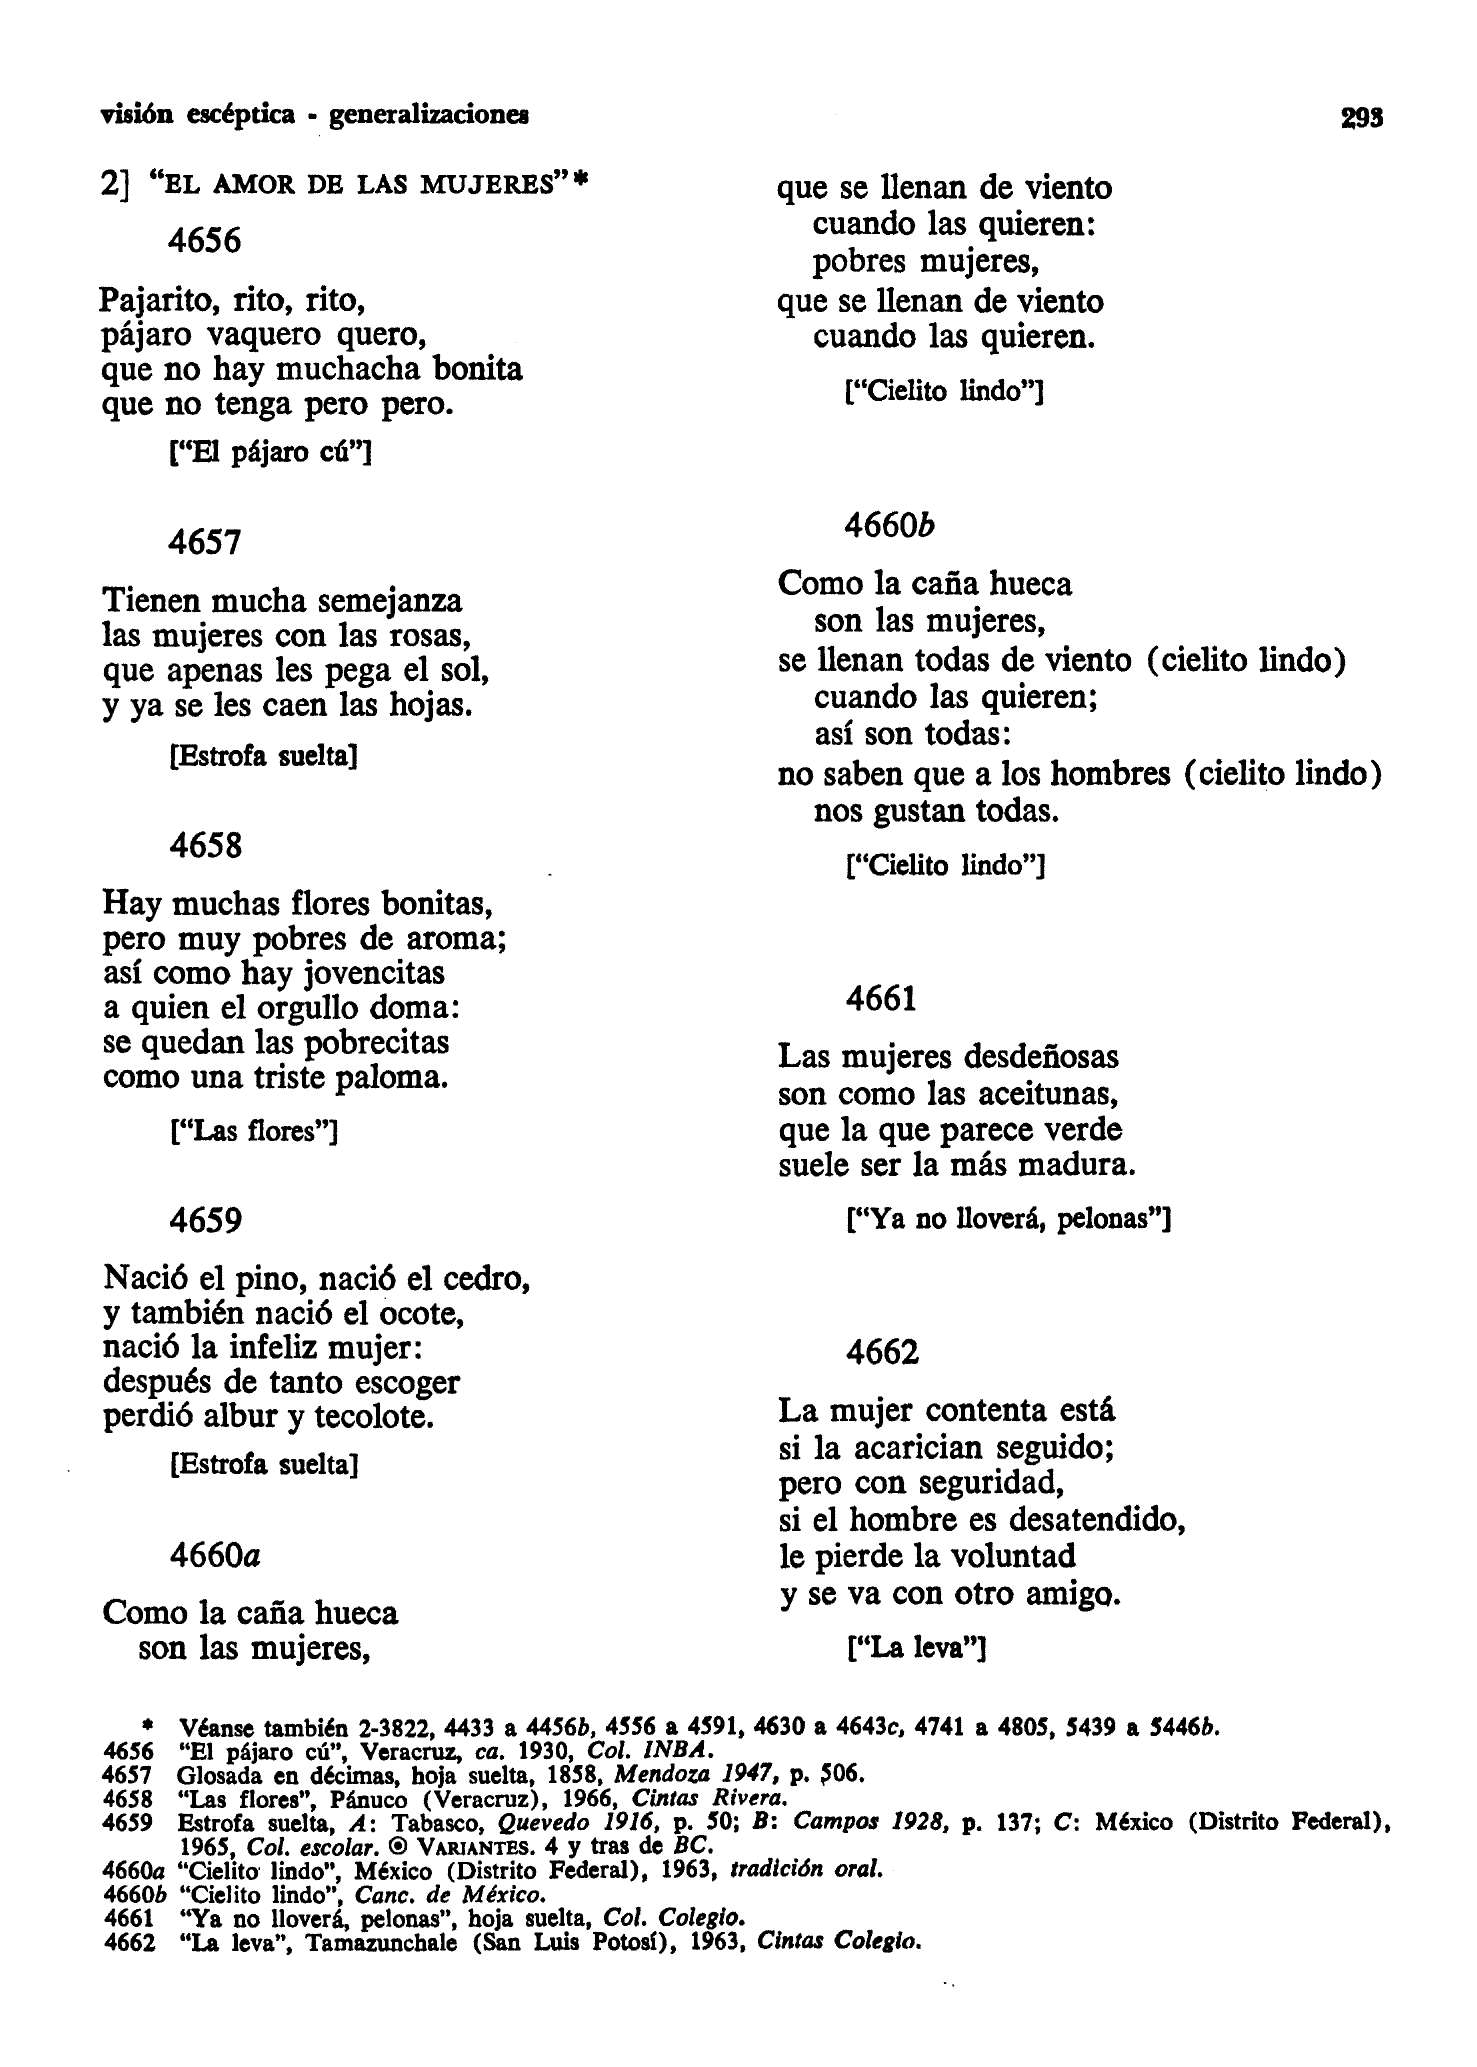 visión escéptica - generalizaciones
293
2] “EL AMOR DE LAS MUJERES”*
4656
Pajarito, rito, rito,
pájaro vaquero quero,
que no hay muchacha bonita
que no tenga pero pero.
[“El pájaro cú”]
4657
Tienen mucha semejanza
las mujeres con las rosas,
que apenas les pega el sol,
y ya se les caen las hojas.
[Estrofa suelta]
4658
Hay muchas flores bonitas,
pero muy pobres de aroma;
así como hay jovencitas
a quien el orgullo doma:
se quedan las pobrecitas
como una triste paloma.
[“Las flores”]
4659
Nació el pino, nació el cedro,
y también nació el ocote,
nació la infeliz mujer:
después de tanto escoger
perdió albur y tecolote.
[Estrofa suelta]
4660a
Como la caña hueca
son las mujeres,
que se llenan de viento
cuando las quieren:
pobres mujeres,
que se llenan de viento
cuando las quieren.
[“Cielito lindo”]
4660b
Como la caña hueca
son las mujeres,
se llenan todas de viento (cielito lindo)
cuando las quieren;
así son todas:
no saben que a los hombres (cielito lindo)
nos gustan todas.
[“Cielito lindo”]
4661
Las mujeres desdeñosas
son como las aceitunas,
que la que parece verde
suele ser la más madura.
[“Ya no lloverá, pelonas”]
4662
La mujer contenta está
si la acarician seguido;
pero con seguridad,
si el hombre es desatendido,
le pierde la voluntad
y se va con otro amigo.
[“La leva”]
* Véanse también 2-3822, 4433 a 4456b, 4556 a 4591, 4630 a 4643c, 4741 a 4805, 5439 a 5446b.
4656 “El pájaro cú”, Veracruz, ca. 1930, Col. INBA.
4657 Glosada en décimas, hoja suelta, 1858, Mendoza 1947, p. 506.
4658 “Las flores”, Pánuco (Veracruz), 1966, Cintas Rivera.
4659 Estrofa suelta, A: Tabasco, Quevedo 1916, p. 50; B: Campos 1928, p. 137; C: México (Distrito Federal),
1965, Col. escolar. ® VARIANTES. 4 y tras de BC.
4660a “Cielito lindo”, México (Distrito Federal), 1963, tradición oral.
4660b “Cielito lindo”, Canc. de México.
4661 “Ya no lloverá, pelonas”, hoja suelta, Col. Colegio.
4662 “La leva”, Tamazunchale (San Luis Potosí), 1963, Cintas Colegio.